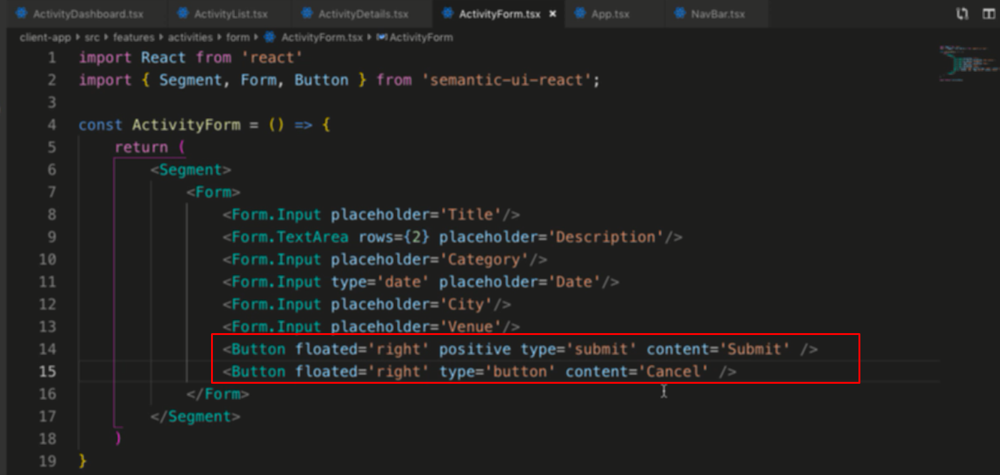 ActivityDashboard.tsx ActivityList.tsx ActivityDetails.tsx ActivityForm.tsx × App.tsx NavBar.tsx
client-app src features activities form ActivityForm.tsx ActivityForm
1 import React from 'react'
2 import { Segment, Form, Button } from 'semantic-ui-react';
3
4 const ActivityForm = () => {
5 return (
6 <Segment>
7 <Form>
8 <Form.Input placeholder='Title'/>
9 <Form.TextArea rows={2} placeholder='Description'/>
10 <Form.Input placeholder='Category'/>
11 <Form.Input type='date' placeholder='Date'/>
12 <Form.Input placeholder='City'/>
13 <Form.Input placeholder='Venue'/>
14 <Button floated='right' positive type='submit' content='Submit' />
15 <Button floated='right' type='button' content='Cancel' />
16 </Form>
17 </Segment>
18 )
19 }